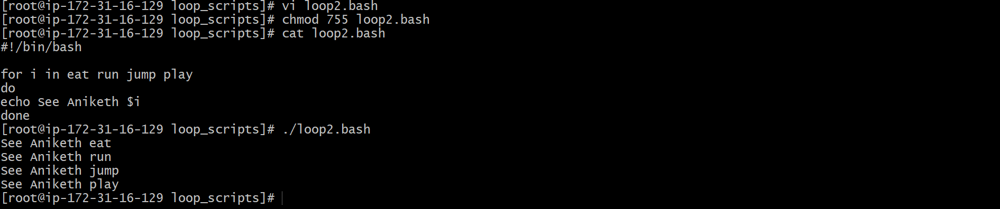 [root@ip-172-31-16-129 loop_scripts]# vi loop2.bash
[root@ip-172-31-16-129 loop_scripts]# chmod 755 loop2.bash
[root@ip-172-31-16-129 loop_scripts]# cat loop2.bash
#!/bin/bash
for i in eat run jump play
do
echo See Aniketh $i
done
[root@ip-172-31-16-129 loop_scripts]# ./loop2.bash
See Aniketh eat
See Aniketh run
See Aniketh jump
See Aniketh play
[root@ip-172-31-16-129 loop_scripts]#